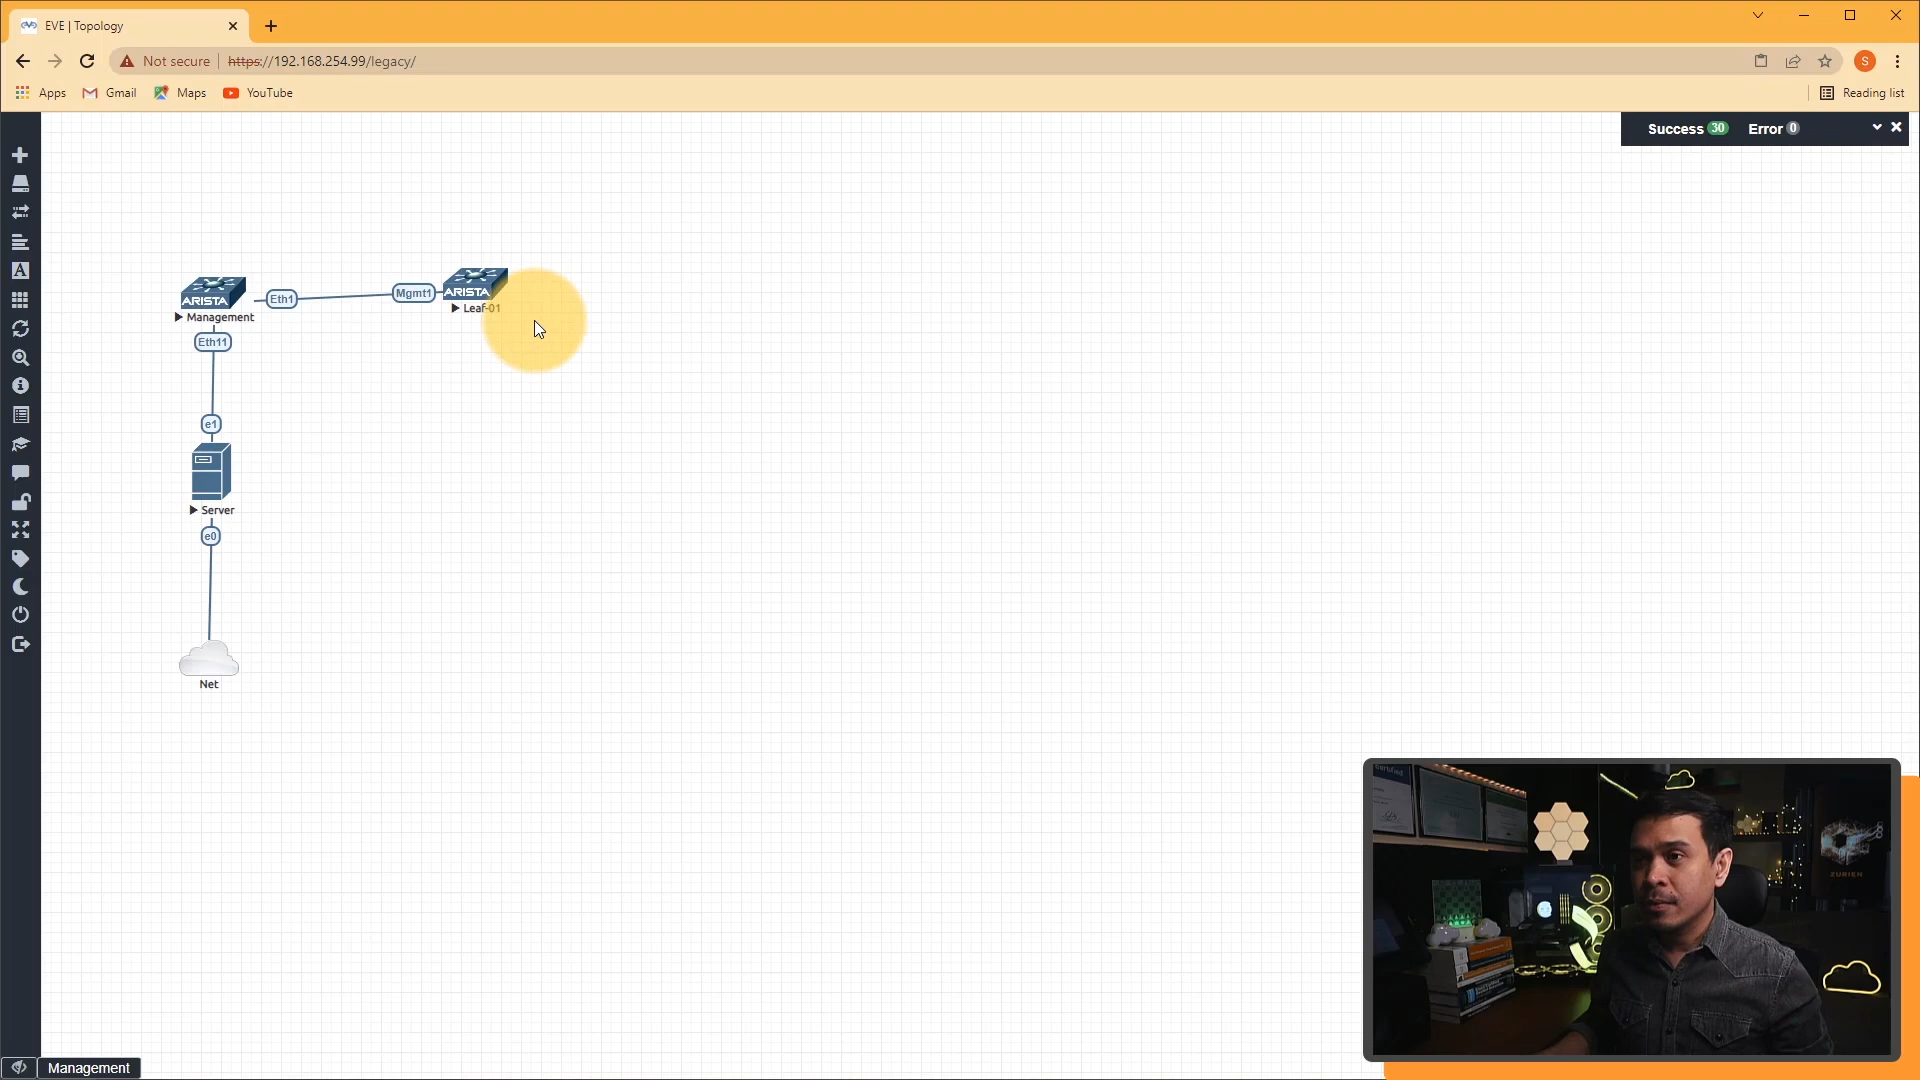 EVE | Topology
Not secure https://192.168.254.99/legacy/
S
Apps Gmail Maps YouTube Reading list
Success 30 Error 0
ARISTA
Management
Eth1
Mgmt1
ARISTA
Leaf-01
Eth11
e1
Server
e0
Net
ZURIEN
Management